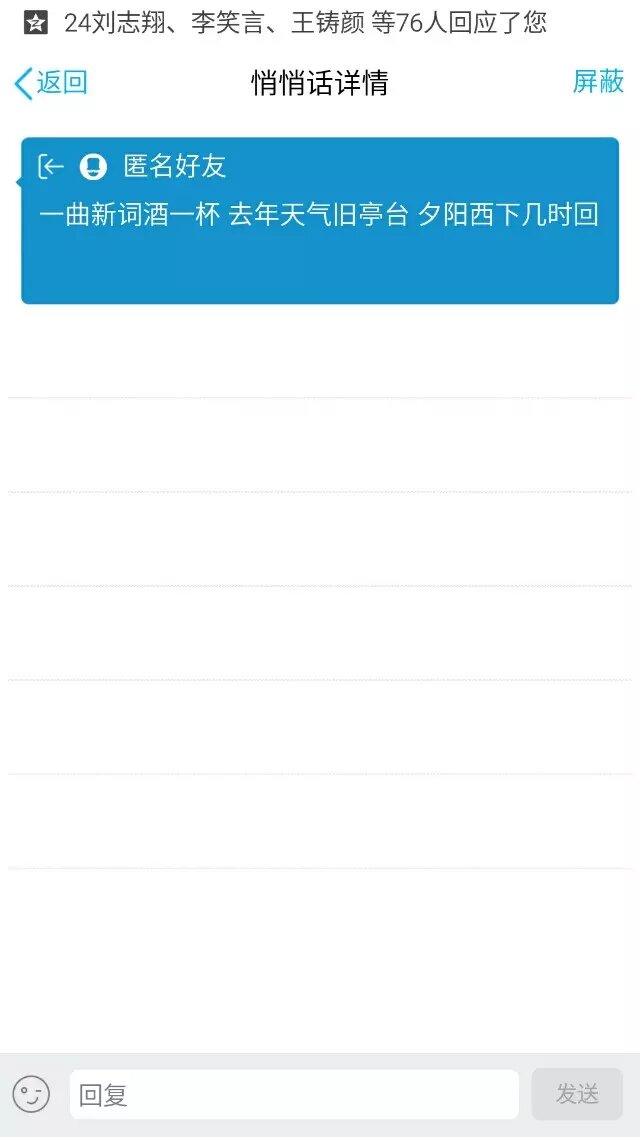 24刘志翔、李笑言、王铸颜 等76人回应了您
返回 悄悄话详情 屏蔽
匿名好友
一曲新词酒一杯 去年天气旧亭台 夕阳西下几时回
回复 发送